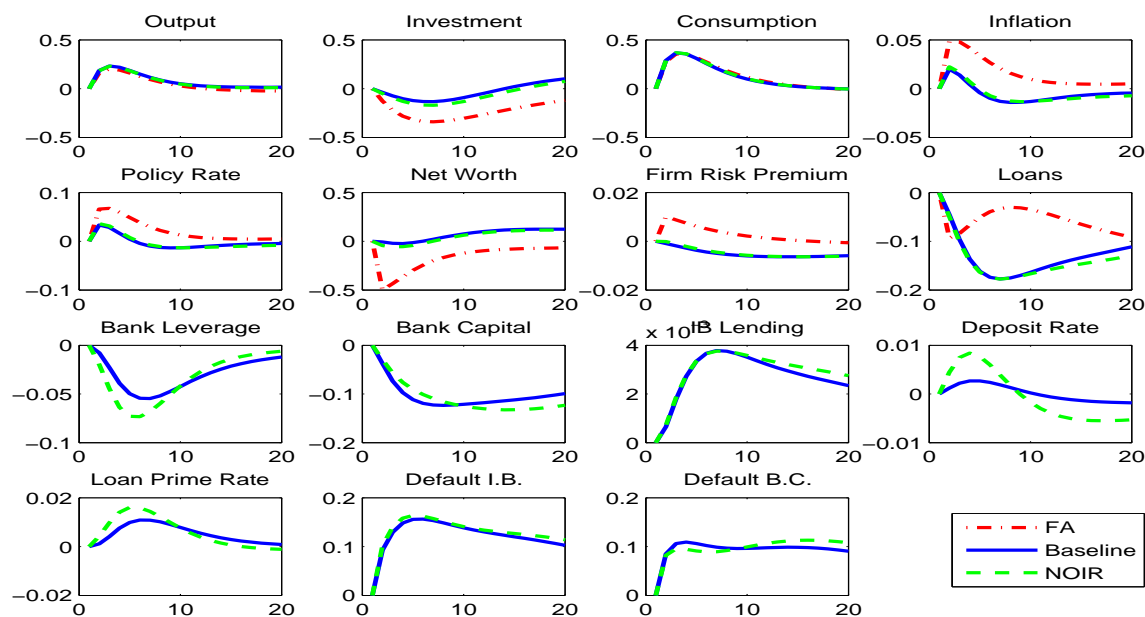 Output Investment Consumption Inflation
0.5 0.5 0.5 0.05
0 0 0 0
−0.5 −0.5 −0.5 −0.05
0 10 20 0 10 20 0 10 20 0 10 20
Policy Rate Net Worth Firm Risk Premium Loans
0.1 0.5 0.02 0
0 0 0 −0.1
−0.1 −0.5 −0.02 −0.2
0 10 20 0 10 20 0 10 20 0 10 20
Bank Leverage Bank Capital x 10⁻³ IB Lending Deposit Rate
0 0 4 0.01
−0.05 −0.1 2 0
−0.1 −0.2 0 −0.01
0 10 20 0 10 20 0 10 20 0 10 20
Loan Prime Rate Default I.B. Default B.C.
0.02 0.2 0.2
0 0.1 0.1
−0.02 0 0
0 10 20 0 10 20 0 10 20
FA
Baseline
NOIR